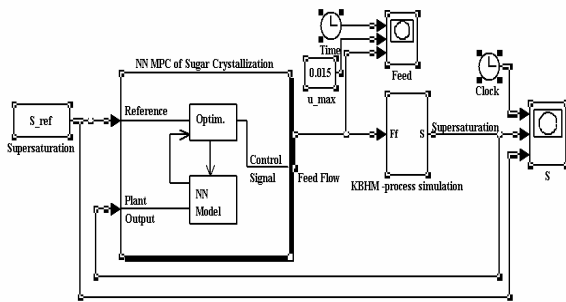 Time
0.015
u_max
Feed
Clock
NN MPC of Sugar Crystallization
S_ref
Supersaturation
Reference
Optim.
Control
Signal
Feed Flow
Ff
S
Supersaturation
KBHM -process simulation
S
Plant
Output
NN
Model